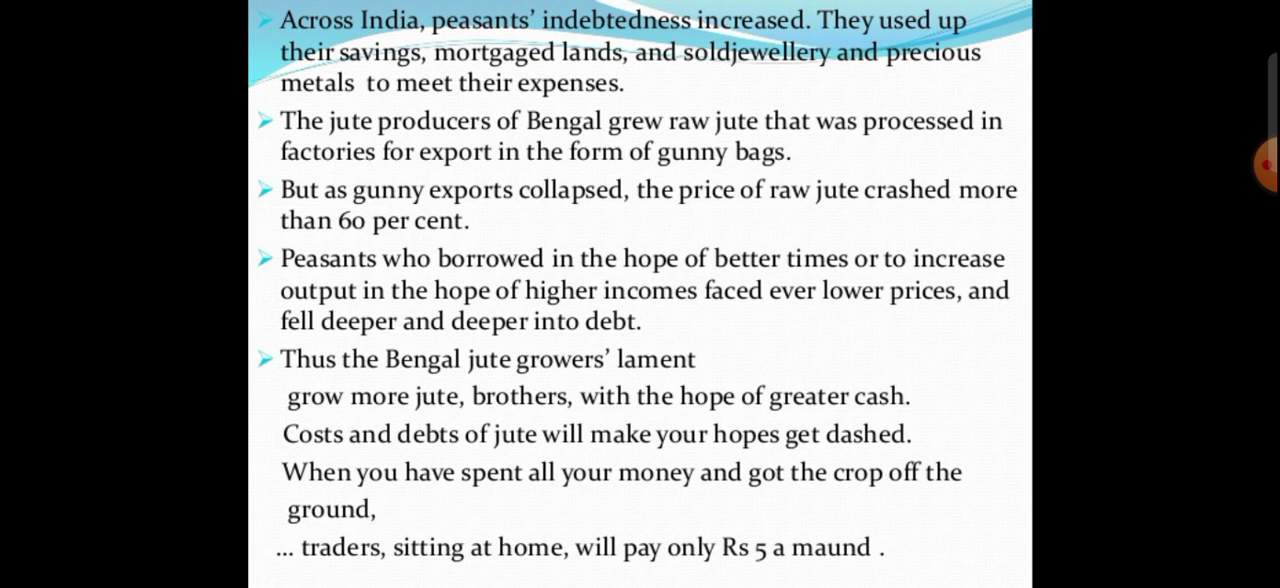 Across India, peasants’ indebtedness increased. They used up
their savings, mortgaged lands, and soldjewellery and precious
metals to meet their expenses.
The jute producers of Bengal grew raw jute that was processed in
factories for export in the form of gunny bags.
But as gunny exports collapsed, the price of raw jute crashed more
than 60 per cent.
Peasants who borrowed in the hope of better times or to increase
output in the hope of higher incomes faced ever lower prices, and
fell deeper and deeper into debt.
Thus the Bengal jute growers’ lament
grow more jute, brothers, with the hope of greater cash.
Costs and debts of jute will make your hopes get dashed.
When you have spent all your money and got the crop off the
ground,
... traders, sitting at home, will pay only Rs 5 a maund .